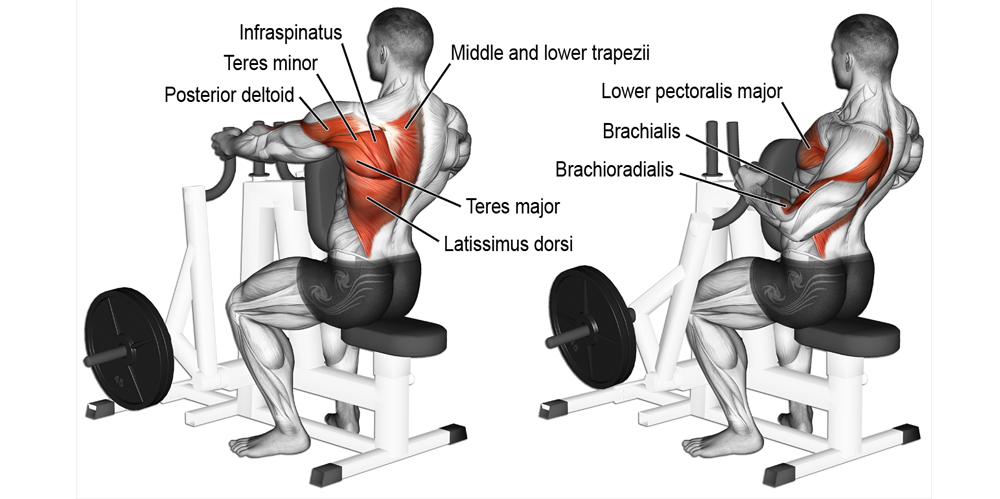 Infraspinatus
Teres minor
Posterior deltoid
Middle and lower trapezii
Teres major
Latissimus dorsi
Lower pectoralis major
Brachialis
Brachioradialis